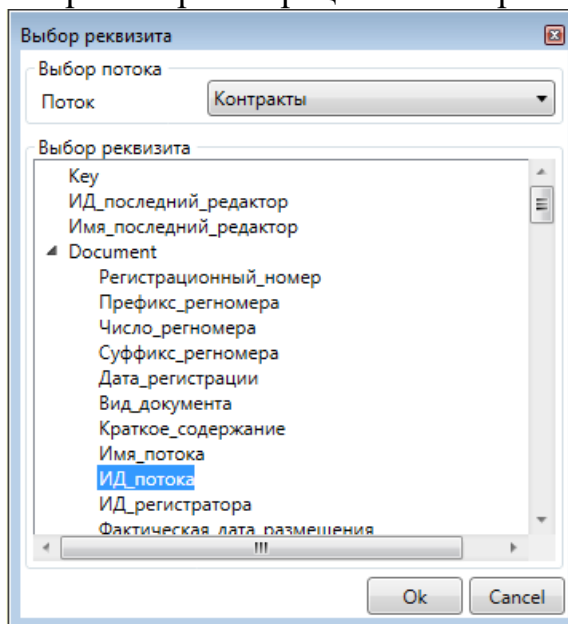 Выбор реквизита
Выбор потока
Поток Контракты
Выбор реквизита
Key
ИД_последний_редактор
Имя_последний_редактор
Document
Регистрационный_номер
Префикс_регномера
Число_регномера
Суффикс_регномера
Дата_регистрации
Вид_документа
Краткое_содержание
Имя_потока
ИД_потока
ИД_регистратора
Фактическая_дата_размещения
Ok Cancel